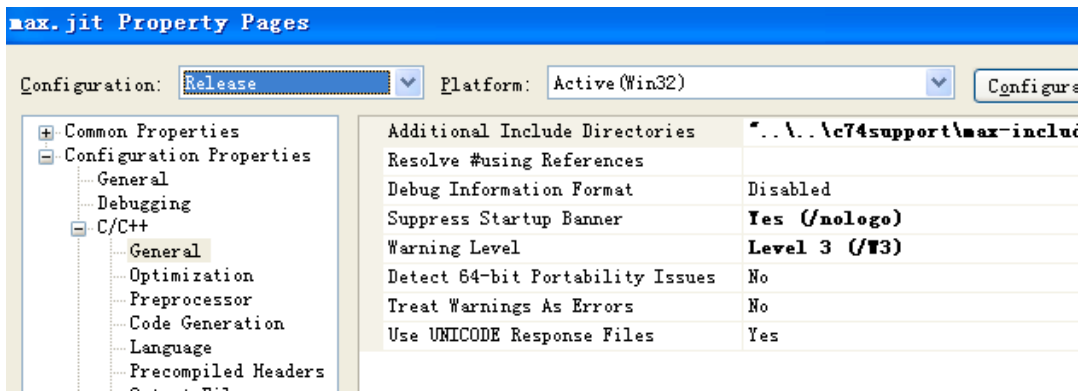 max.jit Property Pages
Configuration: Release Platform: Active(Win32) Configura
Common Properties
Configuration Properties
General
Debugging
C/C++
General
Optimization
Preprocessor
Code Generation
Language
Precompiled Headers
Additional Include Directories "..\..\c74support\max-includ
Resolve #using References
Debug Information Format Disabled
Suppress Startup Banner Yes (/nologo)
Warning Level Level 3 (/W3)
Detect 64-bit Portability Issues No
Treat Warnings As Errors No
Use UNICODE Response Files Yes